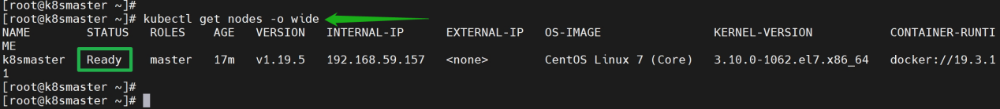 [root@k8smaster ~]#
[root@k8smaster ~]# kubectl get nodes -o wide
NAME STATUS ROLES AGE VERSION INTERNAL-IP EXTERNAL-IP OS-IMAGE KERNEL-VERSION CONTAINER-RUNTI
ME
k8smaster Ready master 17m v1.19.5 192.168.59.157 <none> CentOS Linux 7 (Core) 3.10.0-1062.el7.x86_64 docker://19.3.1
1
[root@k8smaster ~]#
[root@k8smaster ~]#